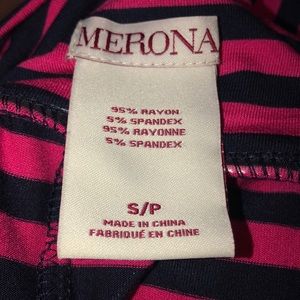 MERONA
95% RAYON
5% SPANDEX
95% RAYONNE
5% SPANDEX
S/P
MADE IN CHINA
FABRIQUÉ EN CHINE